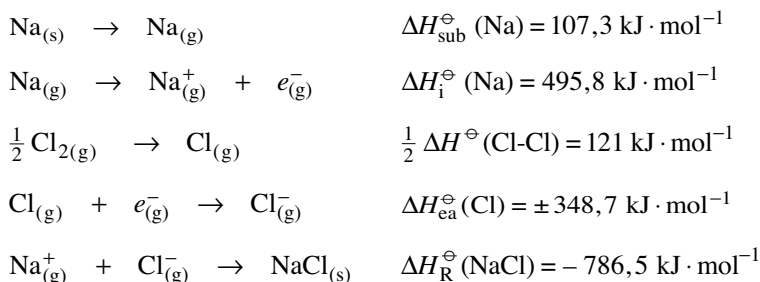 Na(s) → Na(g) ΔH⊖sub (Na) = 107,3 kJ · mol−1
Na(g) → Na+(g) + e−(g) ΔH⊖i (Na) = 495,8 kJ · mol−1
1/2 Cl2(g) → Cl(g) 1/2 ΔH⊖(Cl-Cl) = 121 kJ · mol−1
Cl(g) + e−(g) → Cl−(g) ΔH⊖ea(Cl) = ± 348,7 kJ · mol−1
Na+(g) + Cl−(g) → NaCl(s) ΔH⊖R(NaCl) = – 786,5 kJ · mol−1